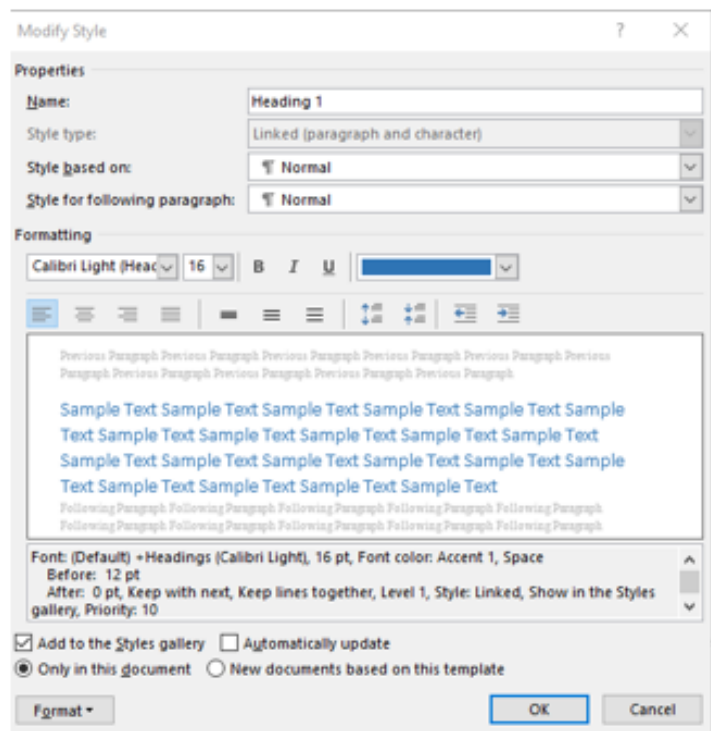 Modify Style ? ×
Properties
Name: Heading 1
Style type: Linked (paragraph and character)
Style based on: ¶ Normal
Style for following paragraph: ¶ Normal
Formatting
Calibri Light (Heac 16 B I U
Previous Paragraph Previous Paragraph Previous Paragraph Previous Paragraph Previous Paragraph Previous
Paragraph Previous Paragraph Previous Paragraph Previous Paragraph Previous Paragraph
Sample Text Sample Text Sample Text Sample Text Sample Text Sample
Text Sample Text Sample Text Sample Text Sample Text Sample Text
Sample Text Sample Text Sample Text Sample Text Sample Text Sample
Text Sample Text Sample Text Sample Text Sample Text
Following Paragraph Following Paragraph Following Paragraph Following Paragraph Following Paragraph
Following Paragraph Following Paragraph Following Paragraph Following Paragraph Following Paragraph
Font: (Default) +Headings (Calibri Light), 16 pt, Font color: Accent 1, Space
Before: 12 pt
After: 0 pt, Keep with next, Keep lines together, Level 1, Style: Linked, Show in the Styles
gallery, Priority: 10
Add to the Styles gallery Automatically update
Only in this document New documents based on this template
Format OK Cancel